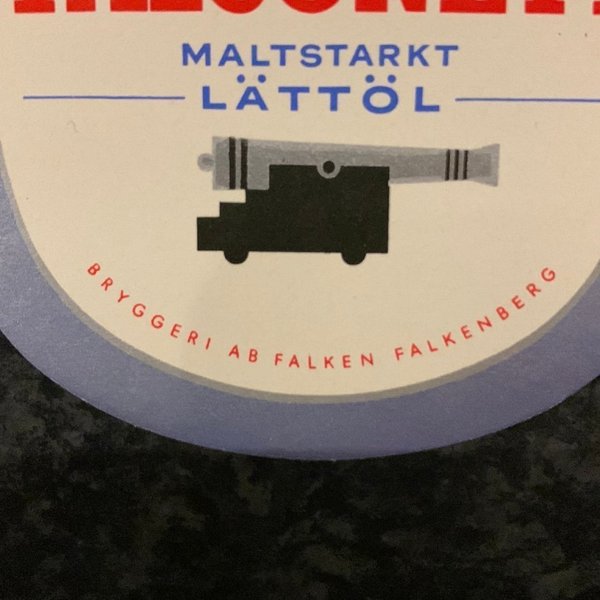 MALTSTARKT
LÄTTÖL
BRYGGERI AB FALKEN FALKENBERG